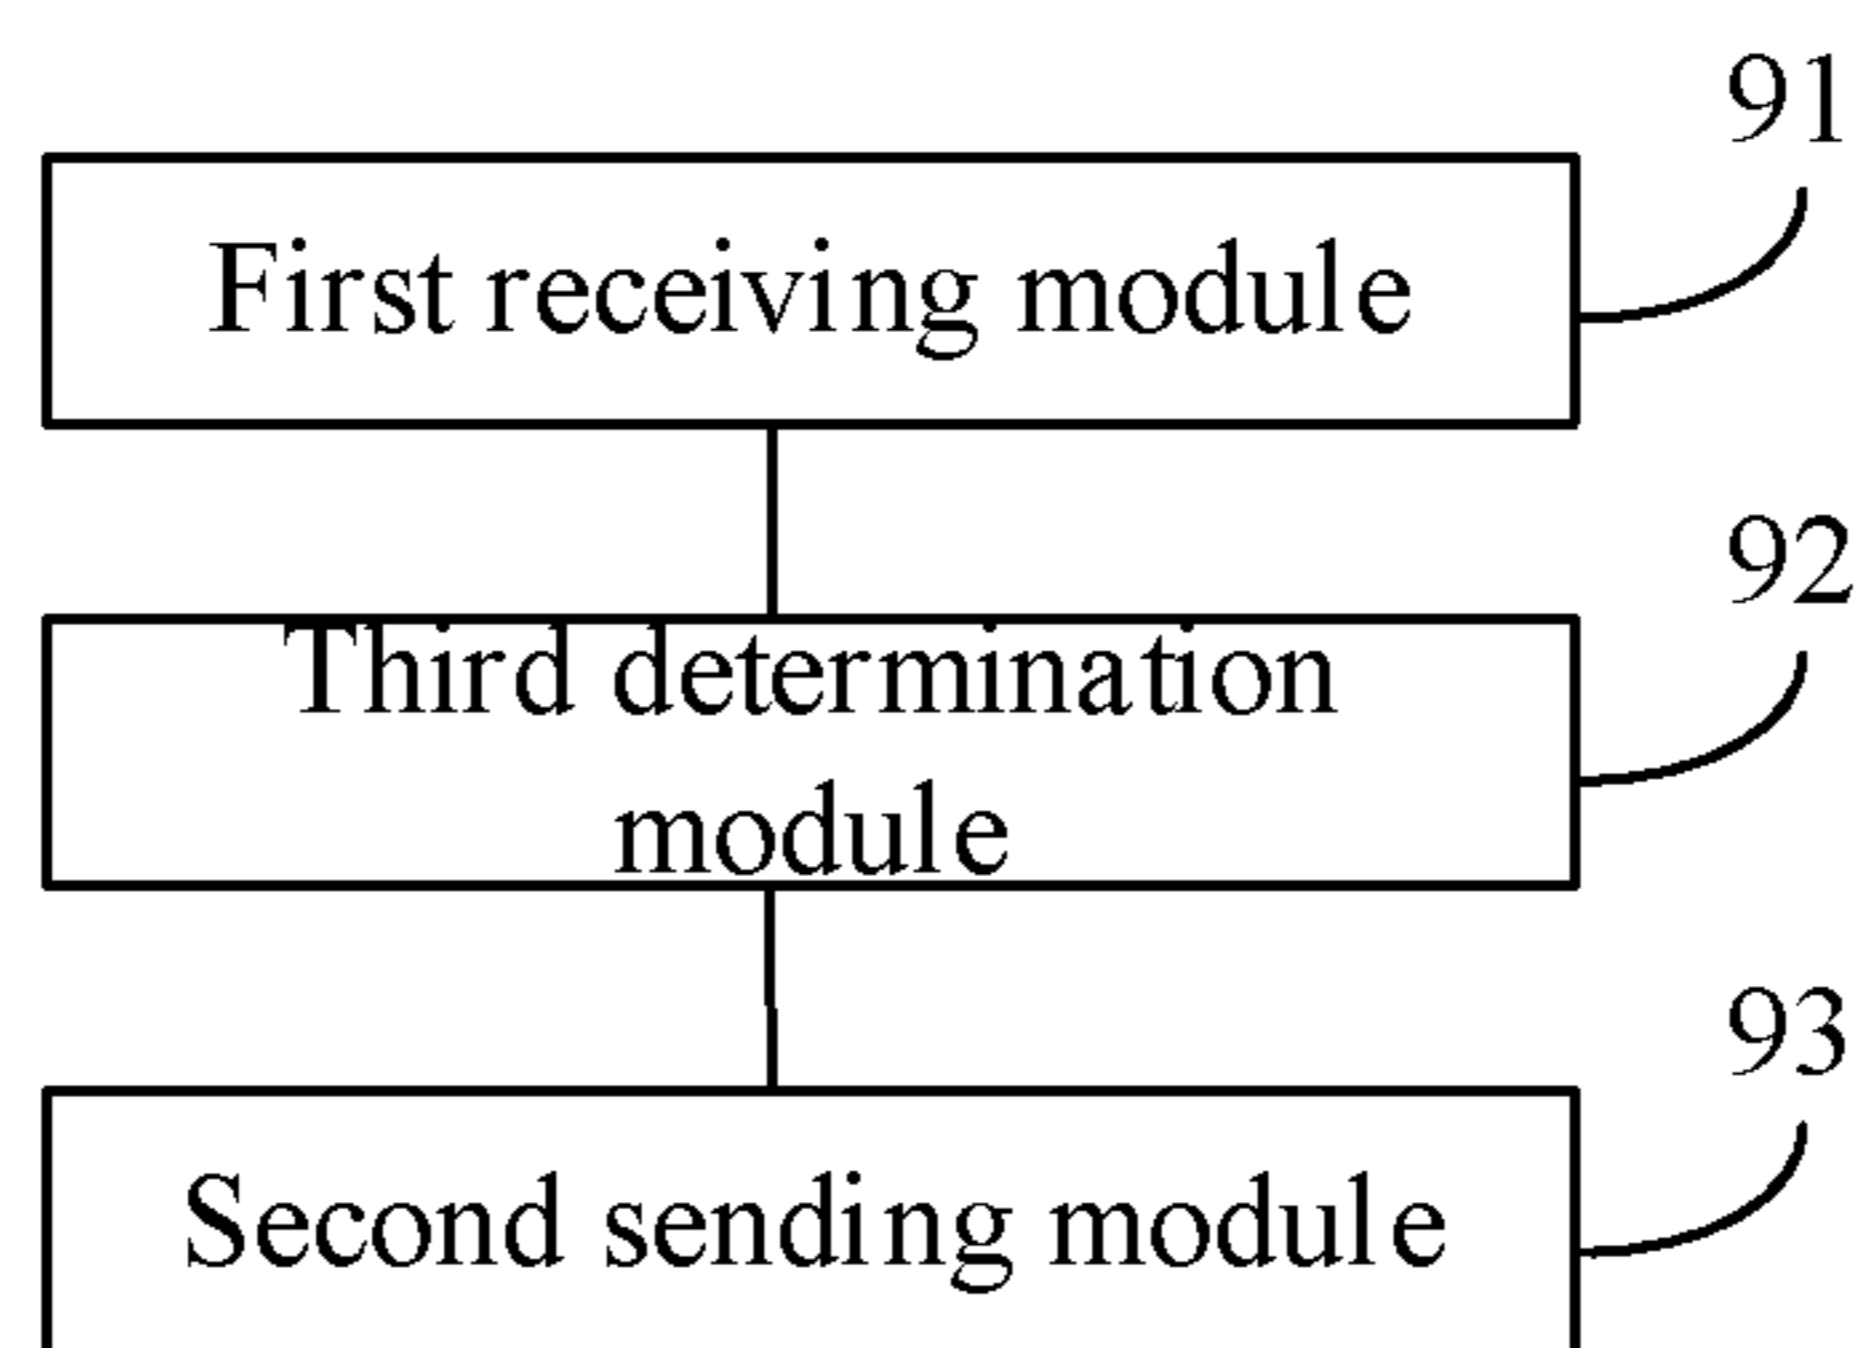 91
First receiving module
92
Third determination
module
93
Second sending module